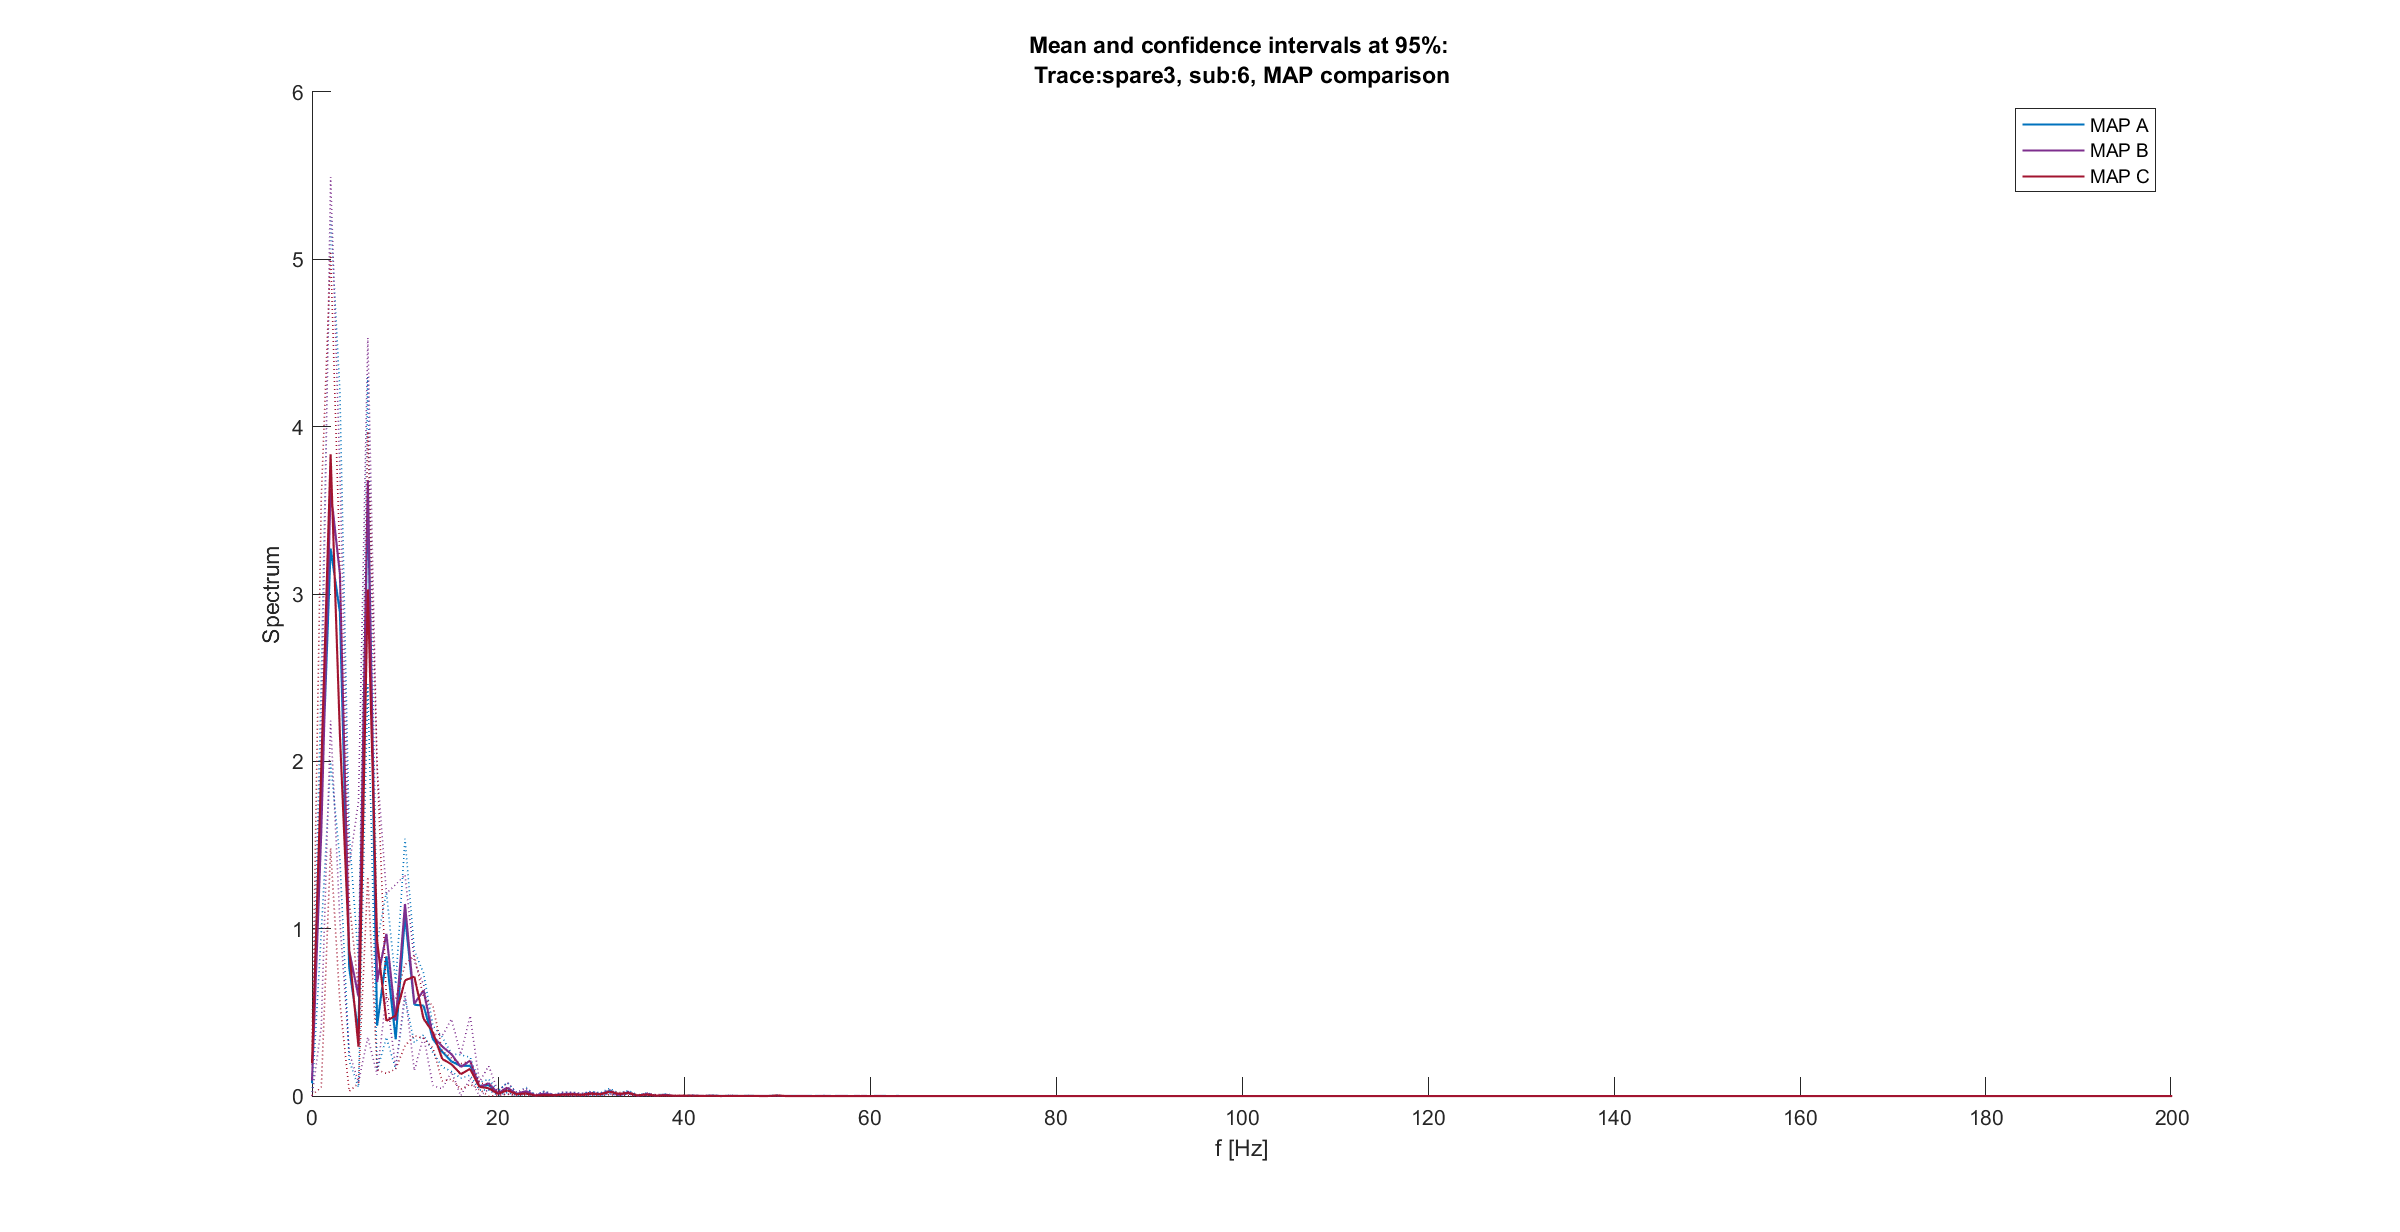 Mean and confidence intervals at 95%:
Trace:spare3, sub:6, MAP comparison
6
5
4
3
2
1
0
Spectrum
MAP A
MAP B
MAP C
0 20 40 60 80 100 120 140 160 180 200
f [Hz]